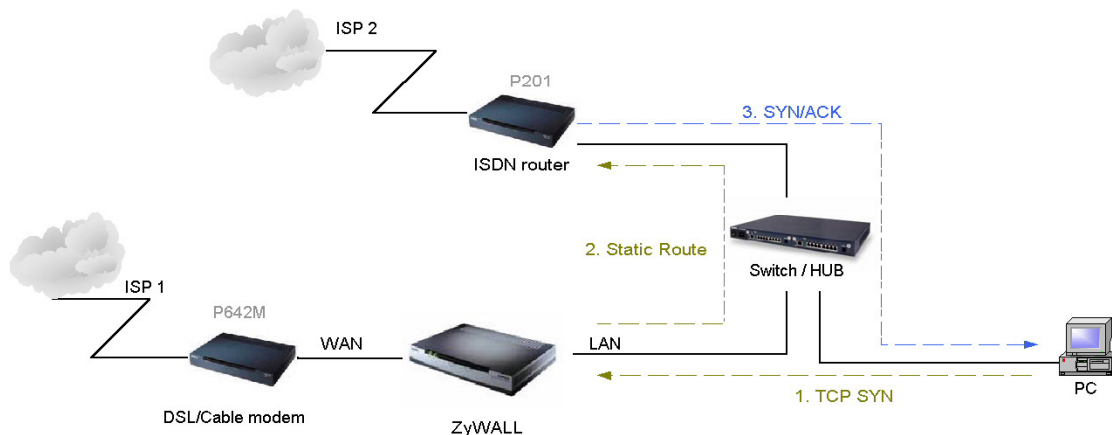 ISP 2
P201
3. SYN/ACK
ISDN router
2. Static Route
Switch / HUB
ISP 1
P642M
WAN
LAN
1. TCP SYN
PC
DSL/Cable modem
ZyWALL